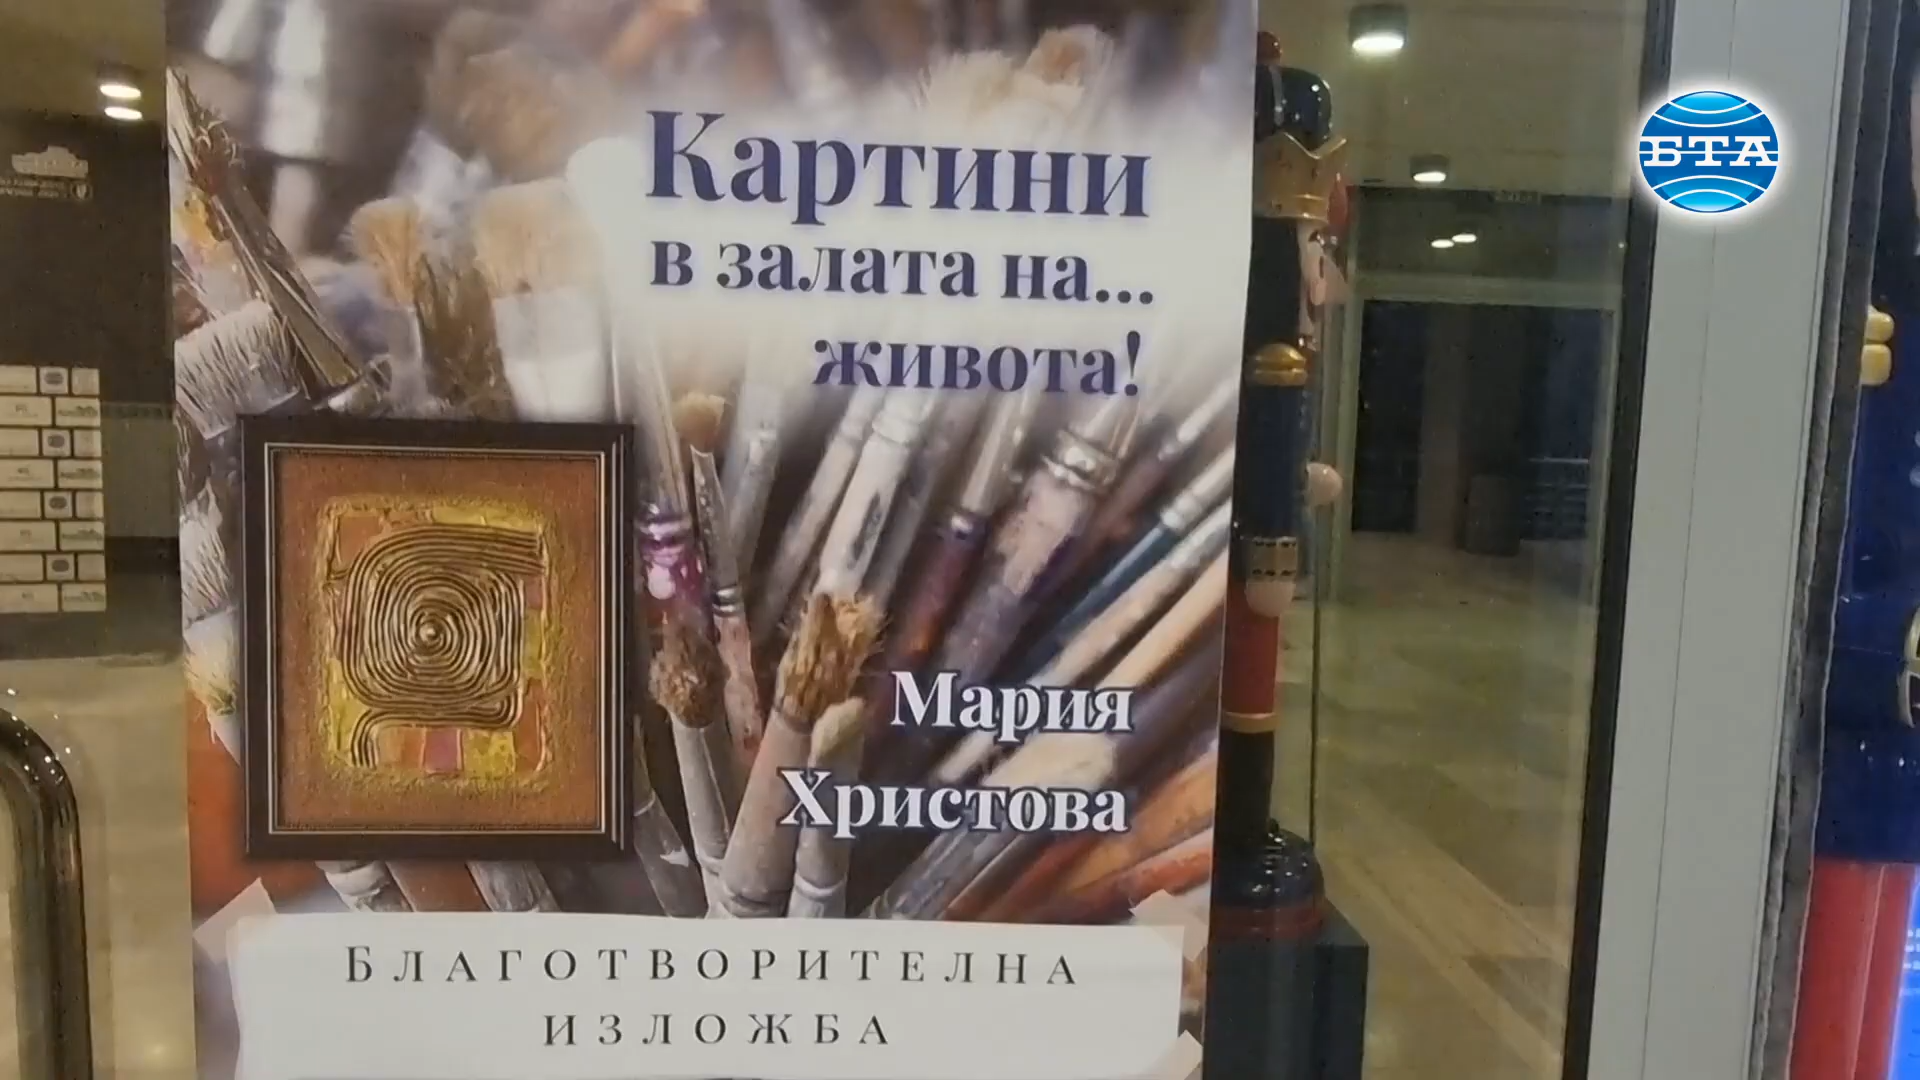 Картини
в залата на...
живота!
БТА
Мария
Христова
БЛАГОТВОРИТЕЛНА
ИЗЛОЖБА